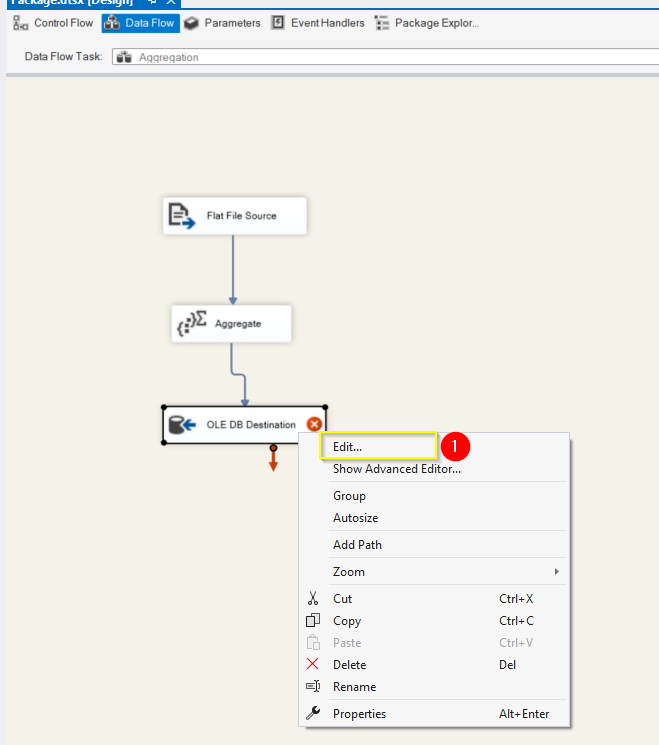 Package.dtsx [Design]
Control Flow Data Flow Parameters Event Handlers Package Explor...
Data Flow Task: Aggregation
Flat File Source
Aggregate
OLE DB Destination
Edit... 1
Show Advanced Editor...
Group
Autosize
Add Path
Zoom
Cut Ctrl+X
Copy Ctrl+C
Paste Ctrl+V
Delete Del
Rename
Properties Alt+Enter